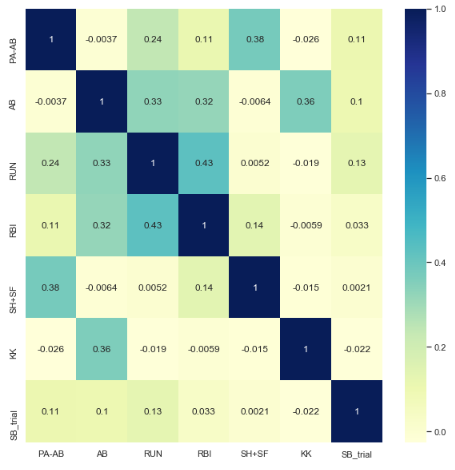 PA-AB 1 -0.0037 0.24 0.11 0.38 -0.026 0.11
AB -0.0037 1 0.33 0.32 -0.0064 0.36 0.1
RUN 0.24 0.33 1 0.43 0.0052 -0.019 0.13
RBI 0.11 0.32 0.43 1 0.14 -0.0059 0.033
SH+SF 0.38 -0.0064 0.0052 0.14 1 -0.015 0.0021
KK -0.026 0.36 -0.019 -0.0059 -0.015 1 -0.022
SB_trial 0.11 0.1 0.13 0.033 0.0021 -0.022 1
PA-AB AB RUN RBI SH+SF KK SB_trial
1.0
0.8
0.6
0.4
0.2
0.0